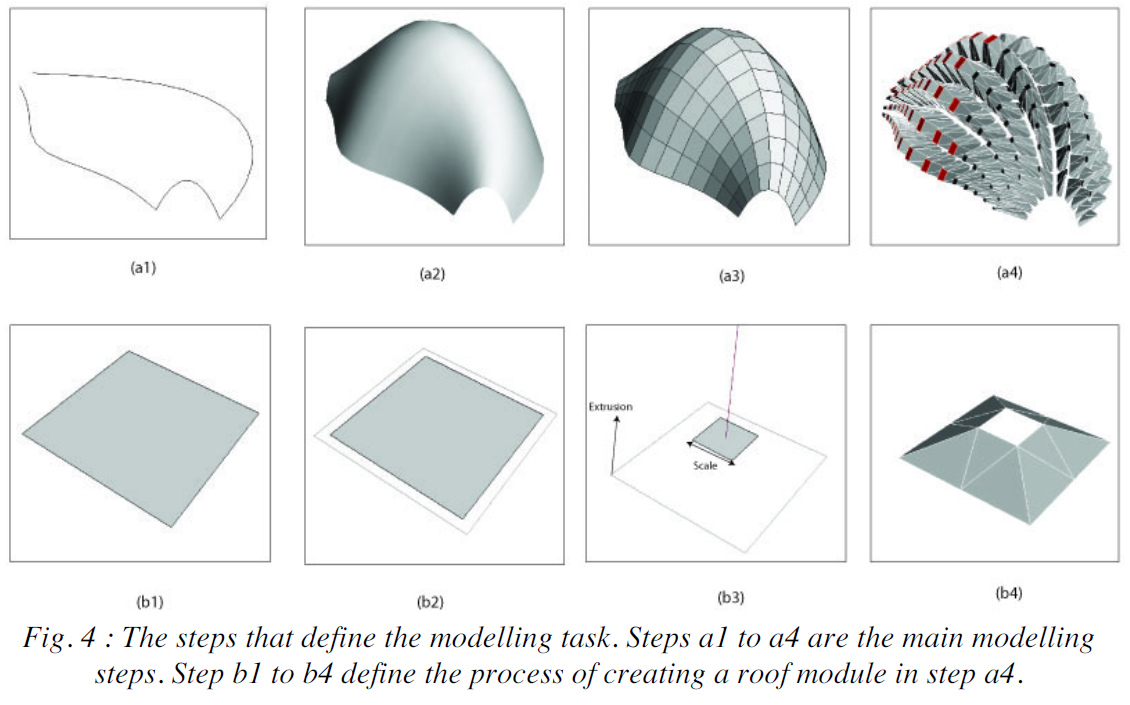 (a1)
(a2)
(a3)
(a4)
Extrusion
Scale
(b1)
(b2)
(b3)
(b4)
Fig. 4 : The steps that define the modelling task. Steps a1 to a4 are the main modelling
steps. Step b1 to b4 define the process of creating a roof module in step a4.